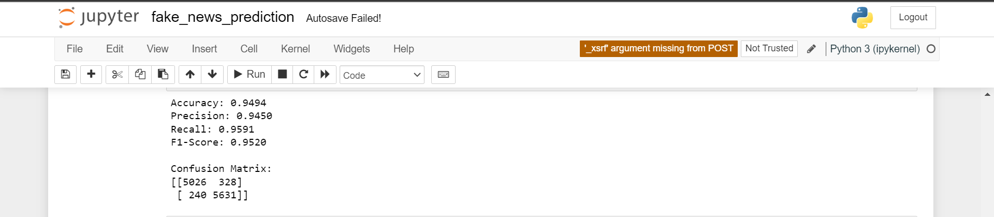 jupyter fake_news_prediction Autosave Failed! Logout
File Edit View Insert Cell Kernel Widgets Help '_xsrf' argument missing from POST Not Trusted Python 3 (ipykernel)
Run Code
Accuracy: 0.9494
Precision: 0.9450
Recall: 0.9591
F1-Score: 0.9520
Confusion Matrix:
[[5026 328]
[ 240 5631]]